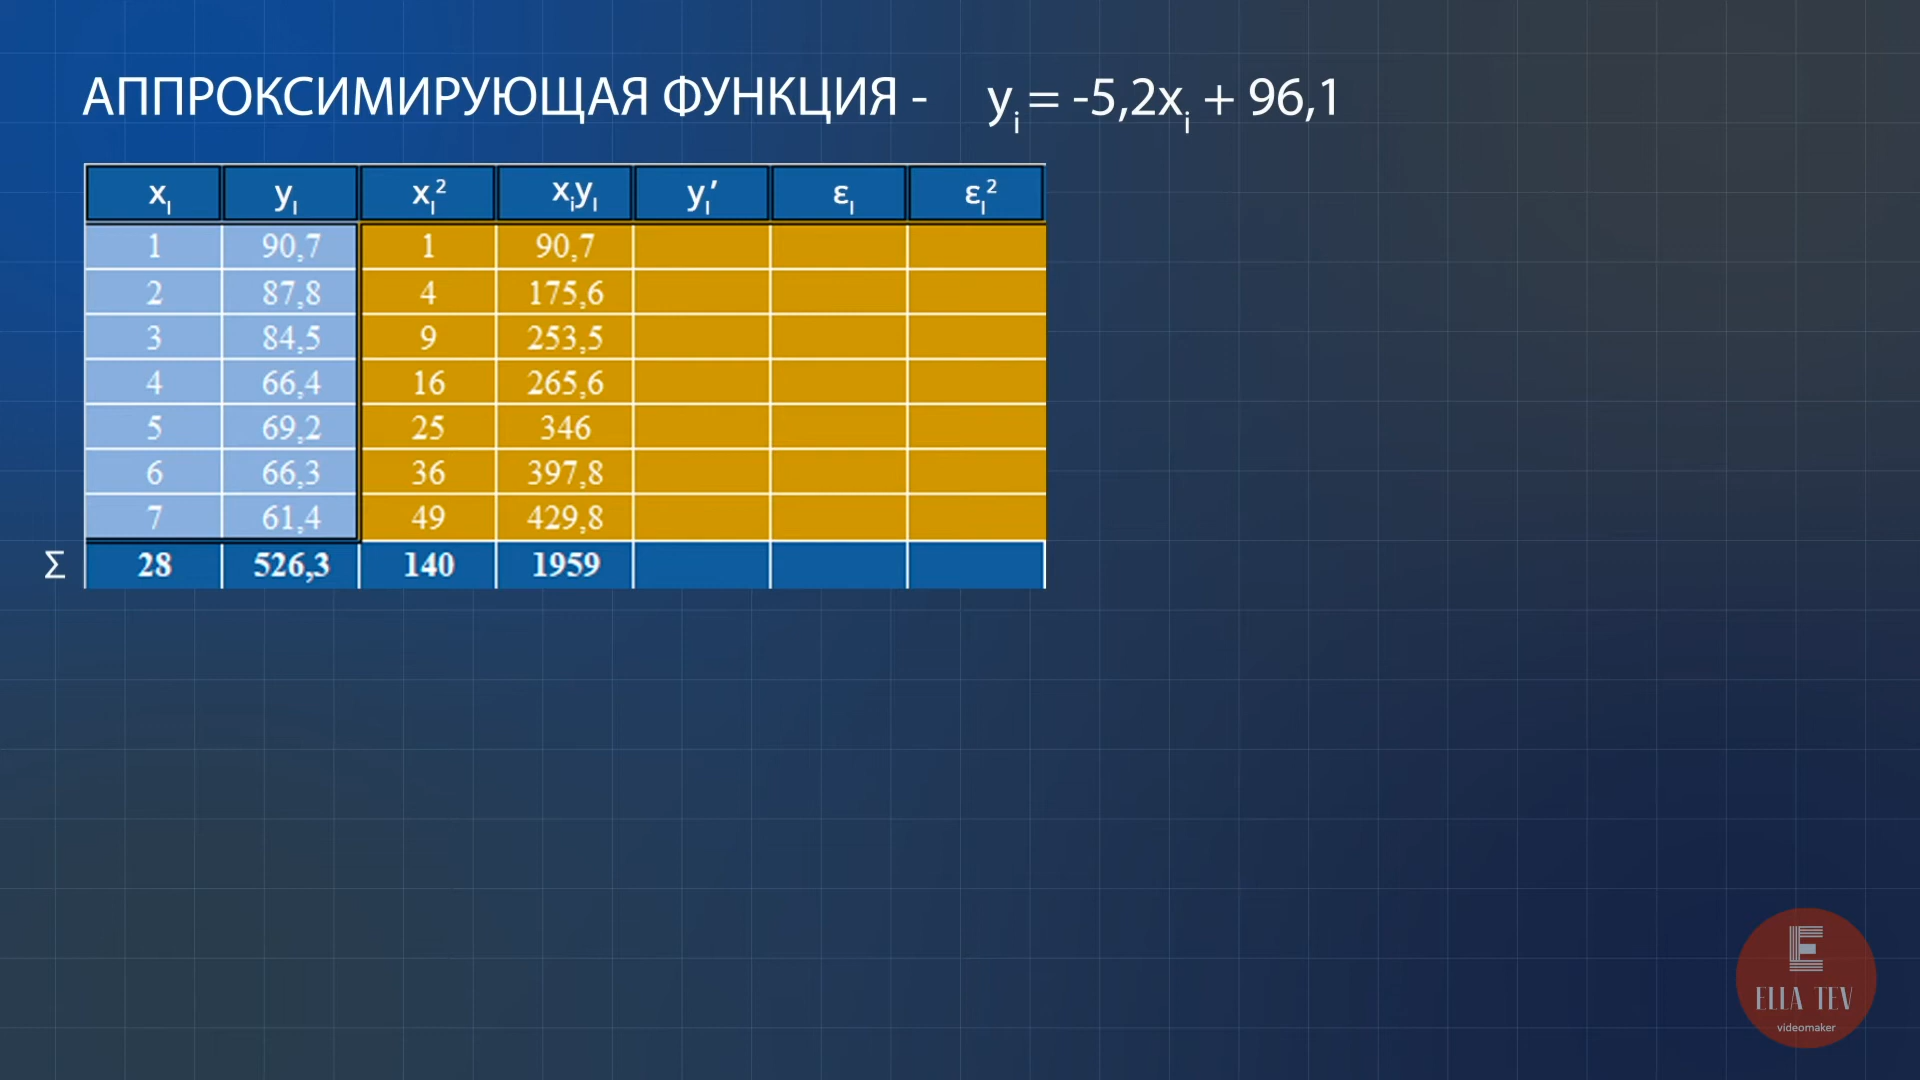 АППРОКСИМИРУЮЩАЯ ФУНКЦИЯ - yᵢ = -5,2xᵢ + 96,1
xᵢ yᵢ xᵢ² xᵢyᵢ yᵢ′ εᵢ εᵢ²
1 90,7 1 90,7
2 87,8 4 175,6
3 84,5 9 253,5
4 66,4 16 265,6
5 69,2 25 346
6 66,3 36 397,8
7 61,4 49 429,8
Σ 28 526,3 140 1959
E
ELLA TEV
videomaker